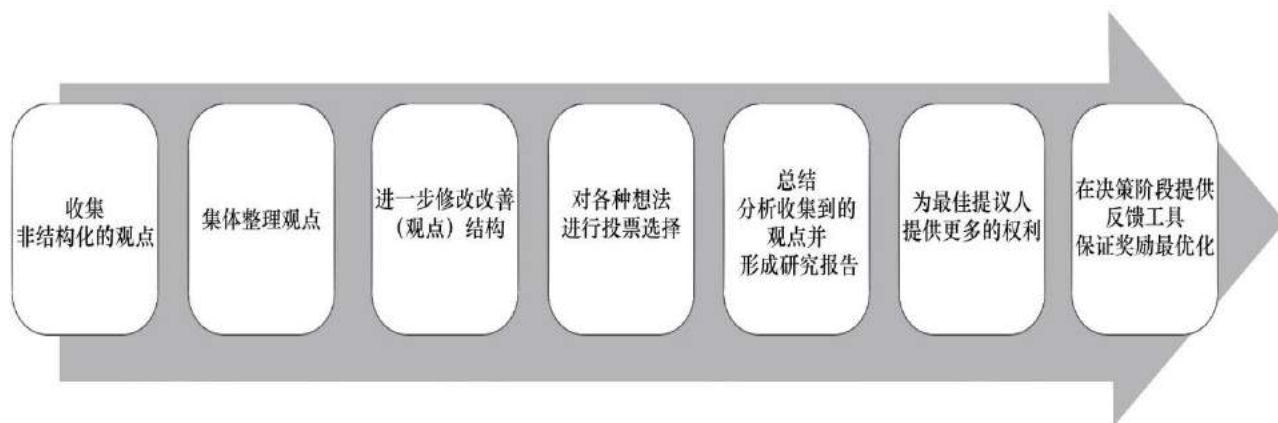 收集
非结构化的观点
集体整理观点
进一步修改改善
（观点）结构
对各种想法
进行投票选择
总结
分析收集到的
观点并
形成研究报告
为最佳提议人
提供更多的权利
在决策阶段提供
反馈工具
保证奖励最优化